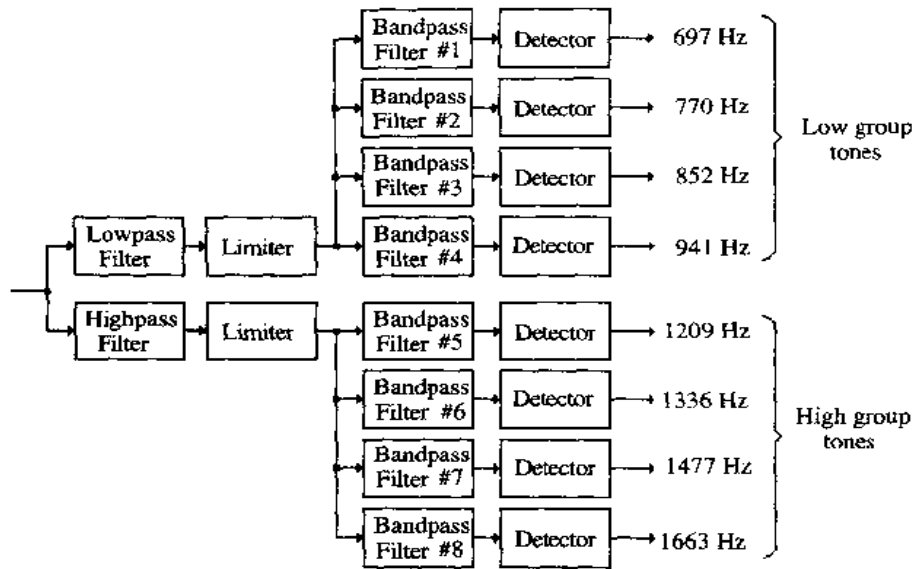 Bandpass
Filter #1
Detector
697 Hz
Bandpass
Filter #2
Detector
770 Hz
Low group
tones
Bandpass
Filter #3
Detector
852 Hz
Lowpass
Filter
Limiter
Bandpass
Filter #4
Detector
941 Hz
Highpass
Filter
Limiter
Bandpass
Filter #5
Detector
1209 Hz
Bandpass
Filter #6
Detector
1336 Hz
High group
tones
Bandpass
Filter #7
Detector
1477 Hz
Bandpass
Filter #8
Detector
1663 Hz